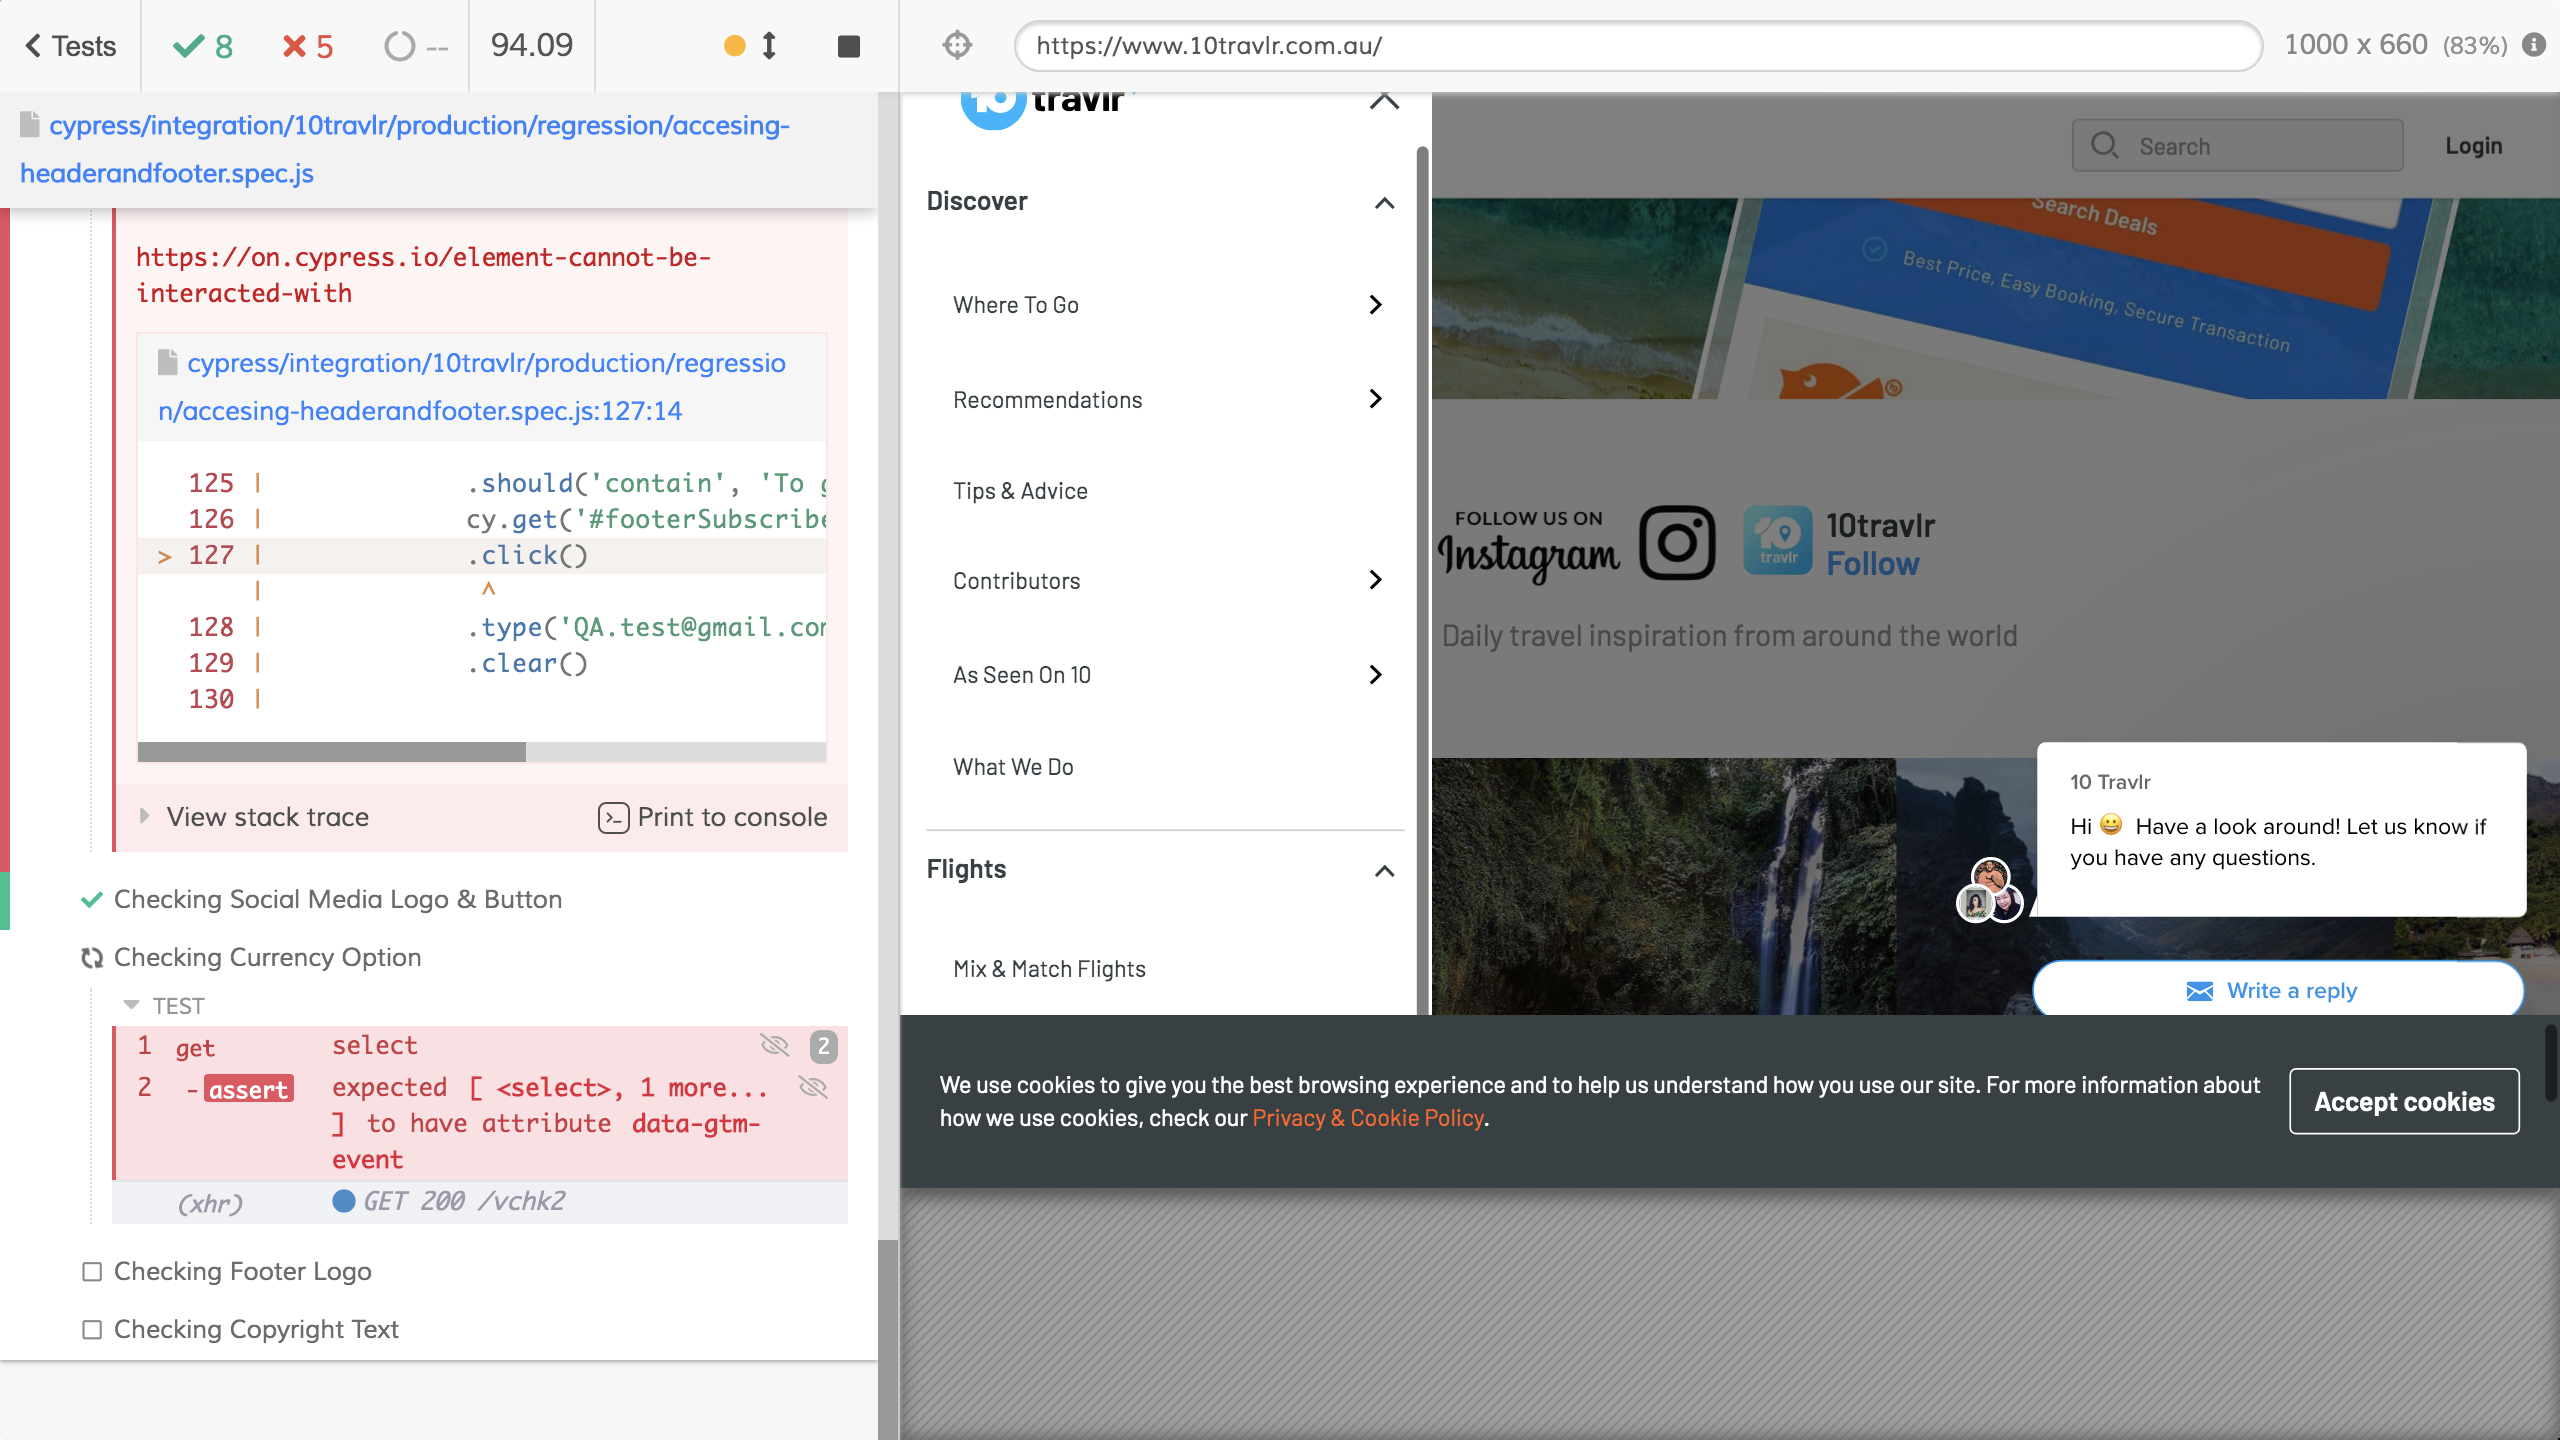 Tests
8
5
--
94.09
https://www.10travlr.com.au/
1000 x 660 (83%)
cypress/integration/10travlr/production/regression/accesing-
headerandfooter.spec.js
https://on.cypress.io/element-cannot-be-
interacted-with
cypress/integration/10travlr/production/regressio
n/accesing-headerandfooter.spec.js:127:14
125 | .should('contain', 'To g
126 | cy.get('#footerSubscribe
> 127 | .click()
| ^
128 | .type('QA.test@gmail.com
129 | .clear()
130 |
View stack trace
Print to console
Checking Social Media Logo & Button
Checking Currency Option
TEST
1 get select 2
2 -assert expected [ <select>, 1 more...
] to have attribute data-gtm-
event
(xhr) GET 200 /vchk2
Checking Footer Logo
Checking Copyright Text
10 travlr
Discover
Where To Go
Recommendations
Tips & Advice
Contributors
As Seen On 10
What We Do
Flights
Mix & Match Flights
Search
Login
Search Deals
Best Price, Easy Booking, Secure Transaction
FOLLOW US ON
Instagram
10
travlr
10travlr
Follow
Daily travel inspiration from around the world
10 Travlr
Hi 😀 Have a look around! Let us know if
you have any questions.
Write a reply
We use cookies to give you the best browsing experience and to help us understand how you use our site. For more information about
how we use cookies, check our Privacy & Cookie Policy.
Accept cookies